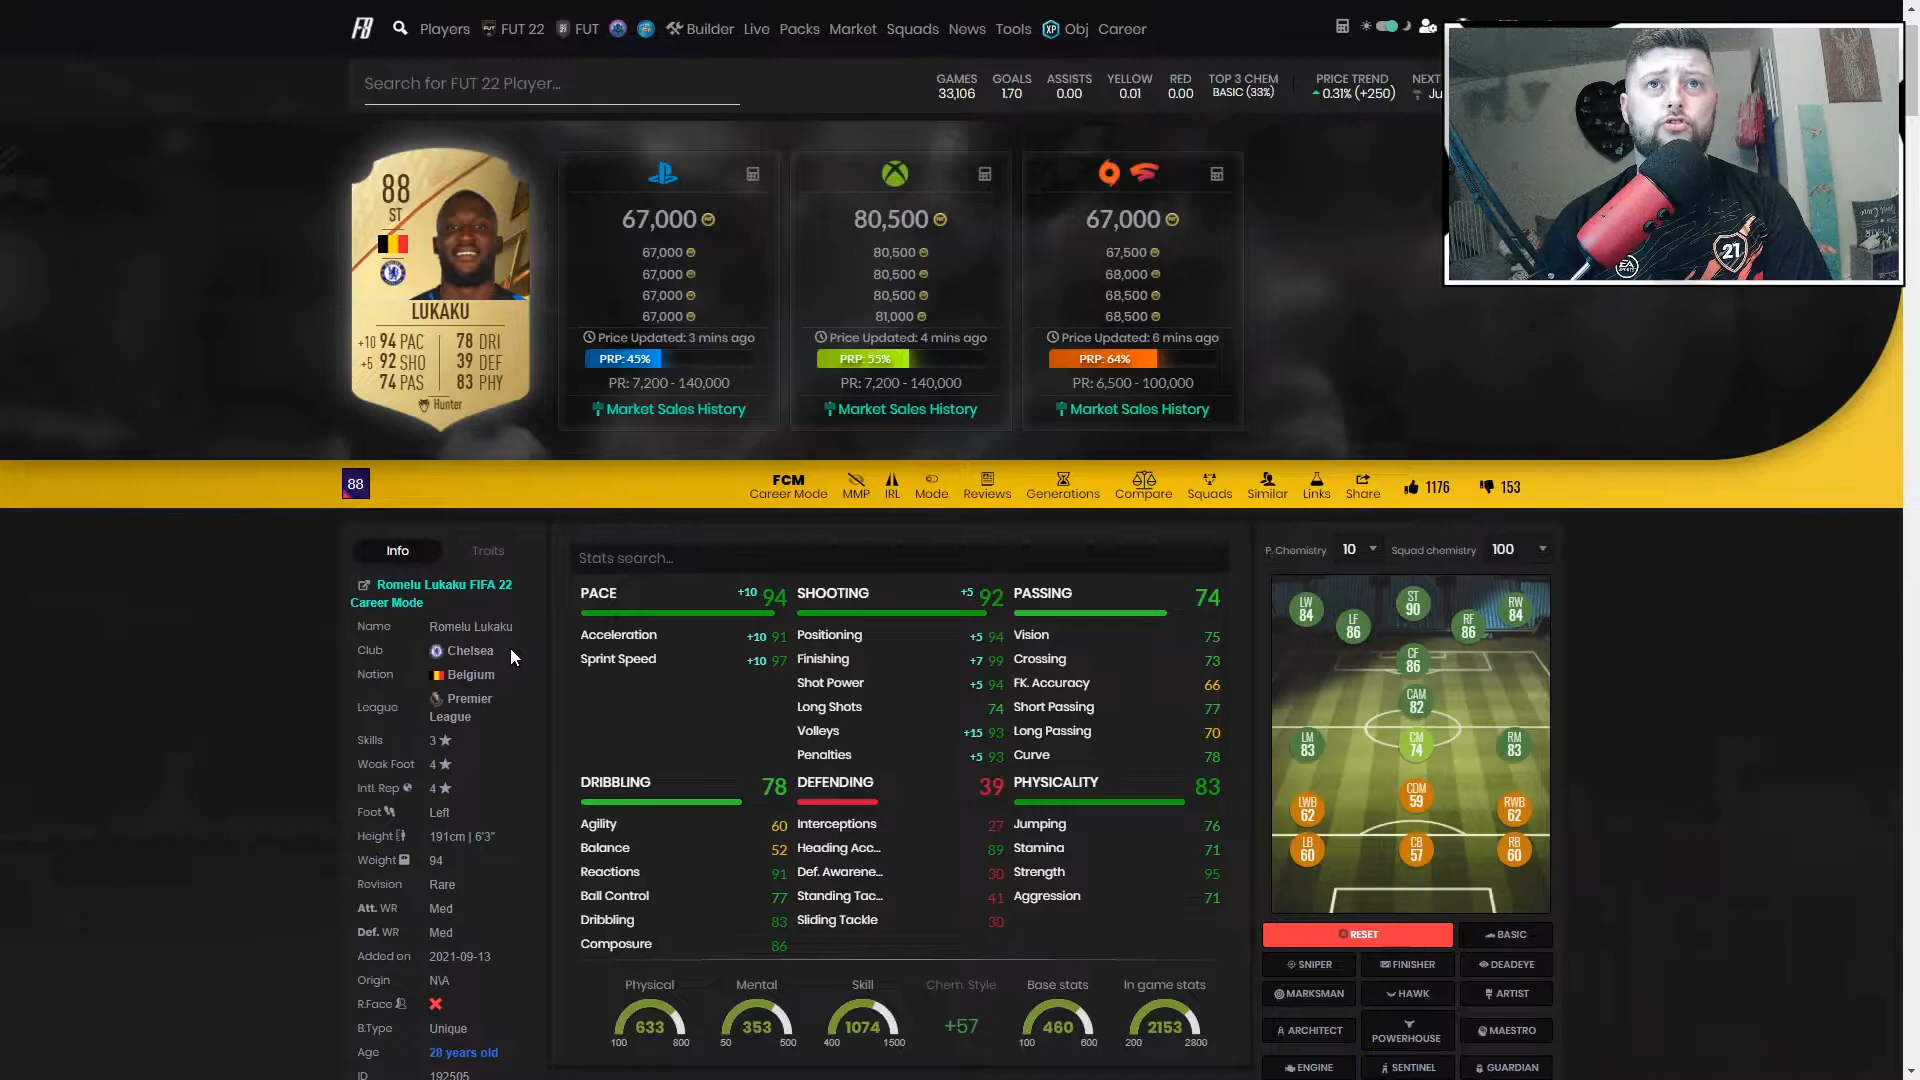 Players FUT 22 FUT Builder Live Packs Market Squads News Tools XP Obj Career
Search for FUT 22 Player...
GAMES GOALS ASSISTS YELLOW RED TOP 3 CHEM PRICE TREND NEXT
33,106 1.70 0.00 0.01 0.00 BASIC (33%) 0.31% (+250) Ju
88
ST
LUKAKU
+10 94 PAC 78 DRI
+5 92 SHO 39 DEF
74 PAS 83 PHY
Hunter
67,000
67,000
67,000
67,000
67,000
Price Updated: 3 mins ago
PRP: 45%
PR: 7,200 - 140,000
Market Sales History
80,500
80,500
80,500
80,500
81,000
Price Updated: 4 mins ago
PRP: 55%
PR: 7,200 - 140,000
Market Sales History
67,000
67,500
68,000
68,500
68,500
Price Updated: 6 mins ago
PRP: 64%
PR: 6,500 - 100,000
Market Sales History
21
88
FCM
Career Mode MMP IRL Mode Reviews Generations Compare Squads Similar Links Share 1176 153
Info Traits
Romelu Lukaku FIFA 22
Career Mode
Name Romelu Lukaku
Club Chelsea
Nation Belgium
League Premier
League
Skills 3
Weak Foot 4
Intl. Rep 4
Foot Left
Height 191cm | 6'3"
Weight 94
Revision Rare
Att. WR Med
Def. WR Med
Added on 2021-09-13
Origin N\A
R.Face
B.Type Unique
Age 28 years old
ID 192505
Stats search...
PACE +10 94
Acceleration +10 91
Sprint Speed +10 97
SHOOTING +5 92
Positioning +5 94
Finishing +7 99
Shot Power +5 94
Long Shots 74
Volleys +15 93
Penalties +5 93
PASSING 74
Vision 75
Crossing 73
FK. Accuracy 66
Short Passing 77
Long Passing 70
Curve 78
DRIBBLING 78
Agility 60
Balance 52
Reactions 91
Ball Control 77
Dribbling 83
Composure 86
DEFENDING 39
Interceptions 27
Heading Acc... 89
Def. Awarene... 30
Standing Tac... 41
Sliding Tackle 30
PHYSICALITY 83
Jumping 76
Stamina 71
Strength 95
Aggression 71
Physical Mental Skill Chem. Style Base stats In game stats
633 353 1074 +57 460 2153
100 800 50 500 400 1500 100 600 200 2800
P. Chemistry 10 Squad chemistry 100
LW 84
LF 86
ST 90
RF 86
RW 84
CF 86
CAM 82
LM 83
CM 74
RM 83
LWB 62
CDM 59
RWB 62
LB 60
CB 57
RB 60
RESET BASIC
SNIPER FINISHER DEADEYE
MARKSMAN HAWK ARTIST
ARCHITECT POWERHOUSE MAESTRO
ENGINE SENTINEL GUARDIAN